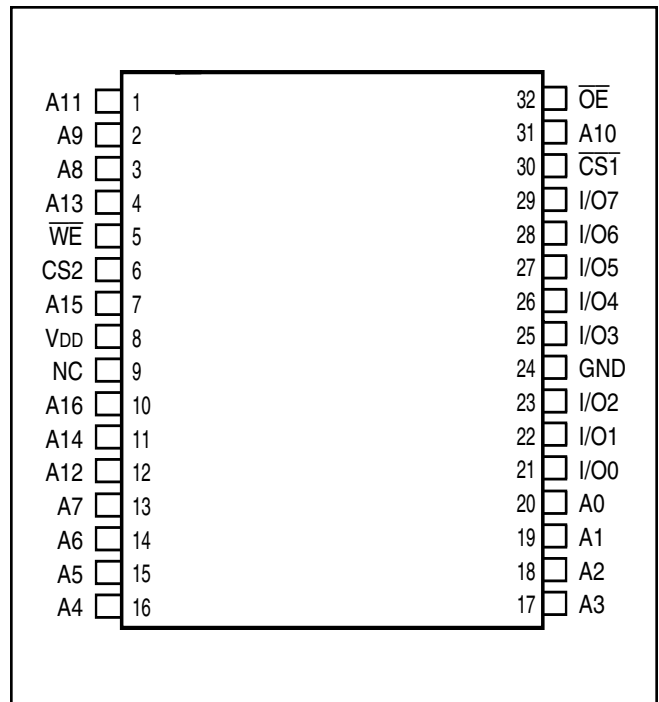 A11 1 32 O̅E̅
A9 2 31 A10
A8 3 30 C̅S̅1̅
A13 4 29 I/O7
W̅E̅ 5 28 I/O6
CS2 6 27 I/O5
A15 7 26 I/O4
VDD 8 25 I/O3
NC 9 24 GND
A16 10 23 I/O2
A14 11 22 I/O1
A12 12 21 I/O0
A7 13 20 A0
A6 14 19 A1
A5 15 18 A2
A4 16 17 A3